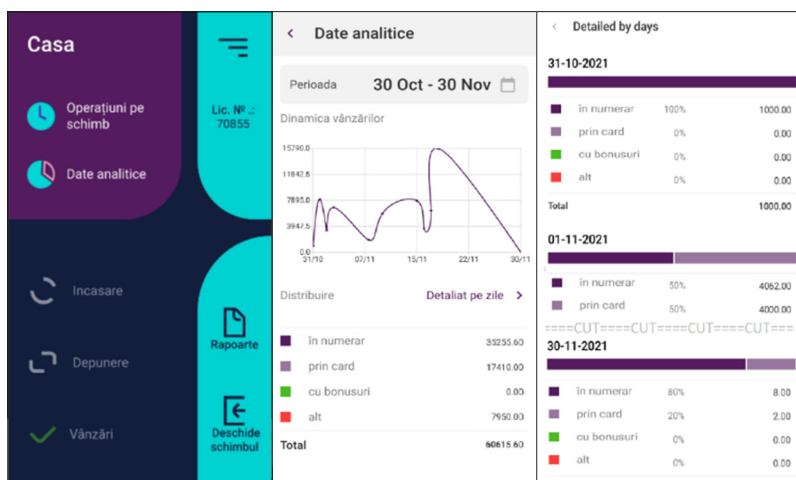 Casa
Operațiuni pe
schimb
Date analitice
Incasare
Depunere
Vânzări
Lic. Nº .:
70855
Rapoarte
Deschide
schimbul
Date analitice
Perioada 30 Oct - 30 Nov
Dinamica vânzărilor
15790.0
11842.5
7895.0
3947.5
0.0
31/10 07/11 15/11 22/11 30/11
Distribuire Detaliat pe zile
în numerar 35255.60
prin card 17410.00
cu bonusuri 0.00
alt 7950.00
Total 60615.60
Detailed by days
31-10-2021
în numerar 100% 1000.00
prin card 0% 0.00
cu bonusuri 0% 0.00
alt 0% 0.00
Total 1000.00
01-11-2021
în numerar 50% 4062.00
prin card 50% 4000.00
====CUT====CUT====CUT====CUT===
30-11-2021
în numerar 80% 8.00
prin card 20% 2.00
cu bonusuri 0% 0.00
alt 0% 0.00